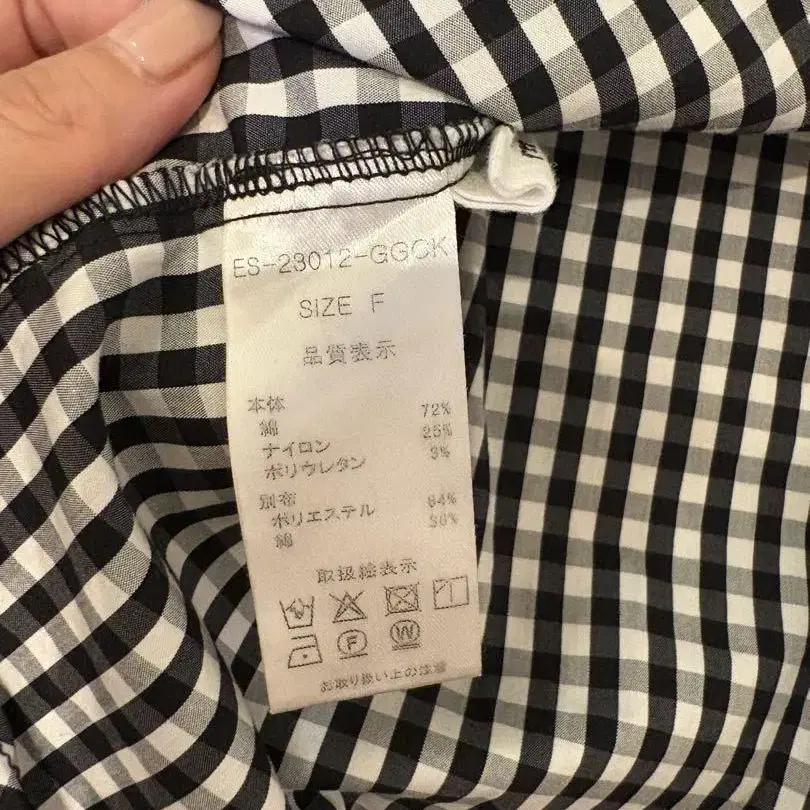 ES-23012-GGCK
SIZE F
品質表示
本体
綿 72%
ナイロン 25%
ポリウレタン 3%
別布
ポリエステル 64%
綿 36%
取扱絵表示
F W
お取り扱い上の注意